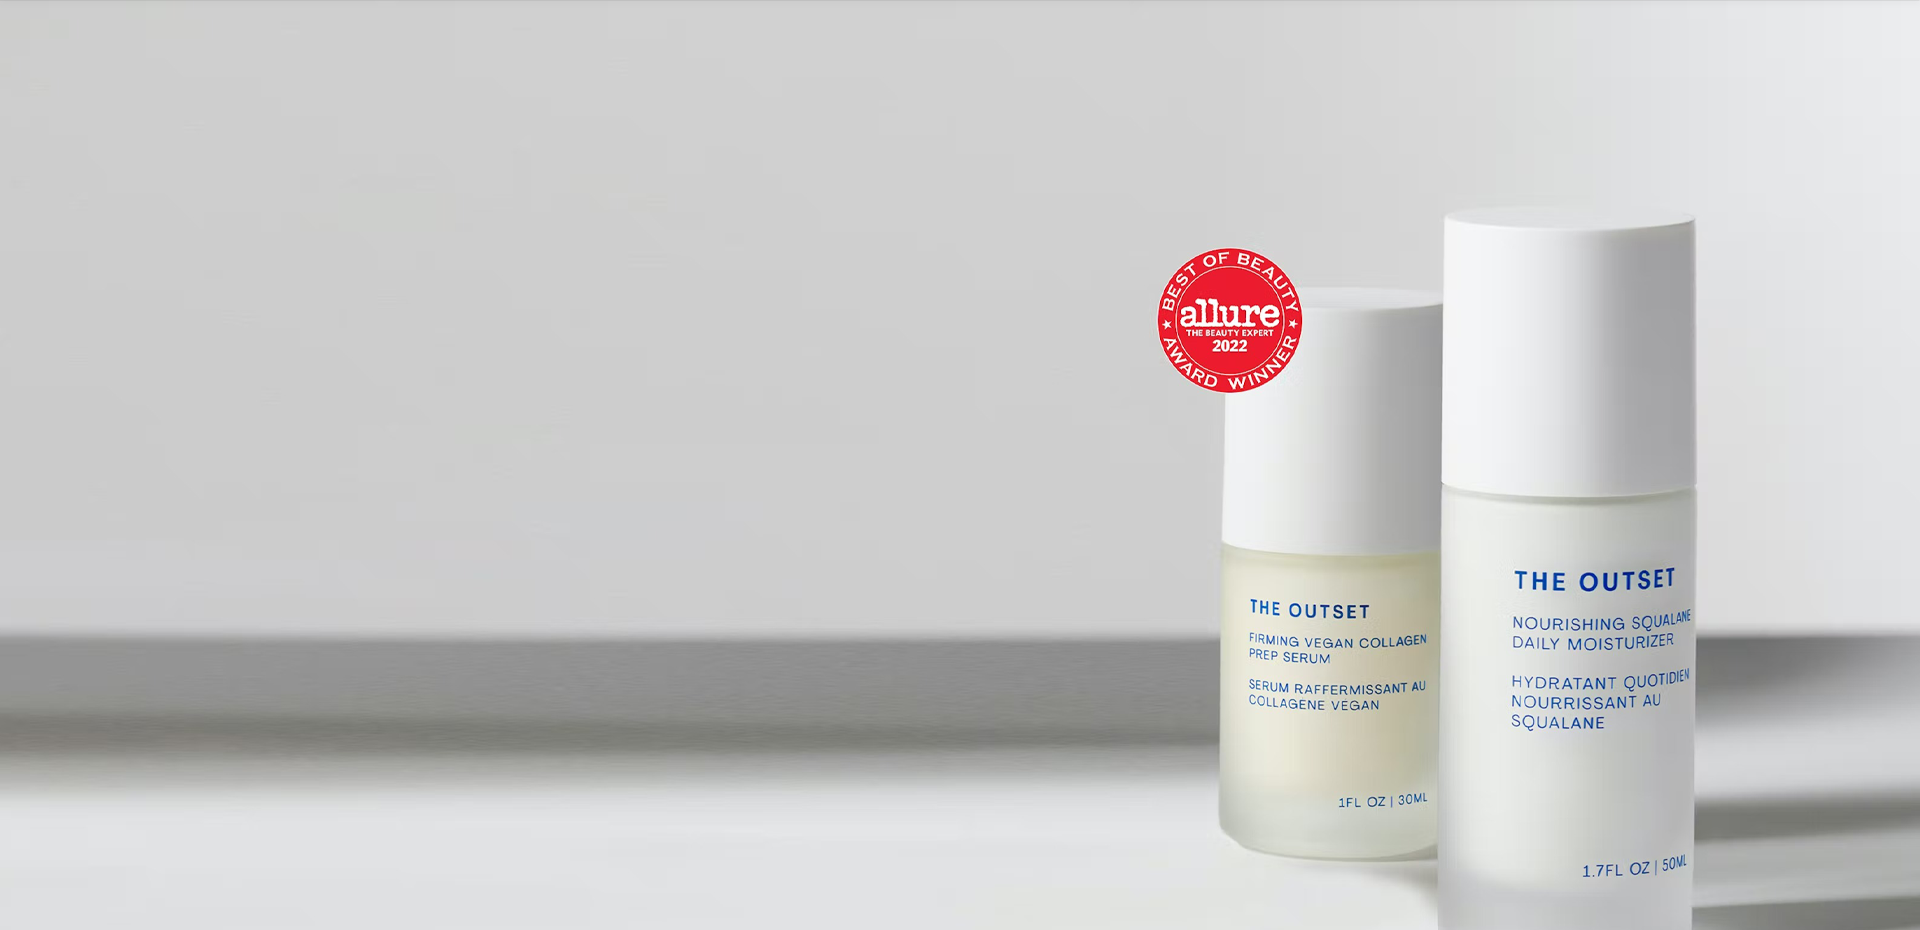 BEST OF BEAUTY
allure
THE BEAUTY EXPERT
2022
AWARD WINNER
THE OUTSET
FIRMING VEGAN COLLAGEN
PREP SERUM
SERUM RAFFERMISSANT AU
COLLAGENE VEGAN
1FL OZ | 30ML
THE OUTSET
NOURISHING SQUALANE
DAILY MOISTURIZER
HYDRATANT QUOTIDIEN
NOURRISSANT AU
SQUALANE
1.7FL OZ | 50ML